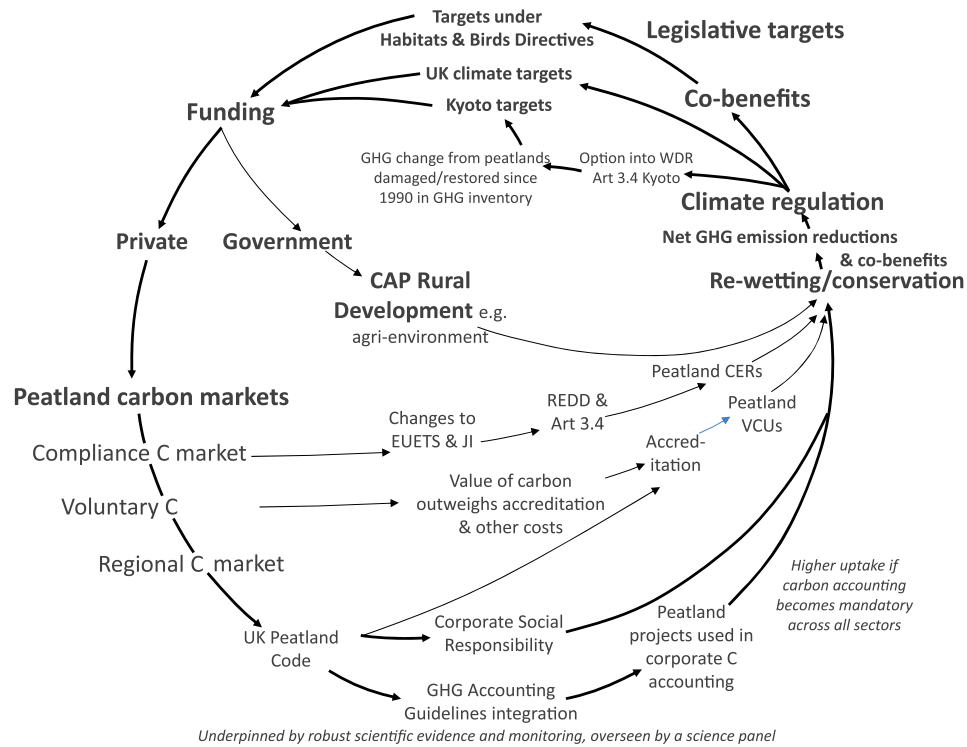 Targets under
Habitats & Birds Directives
Legislative targets
UK climate targets
Co-benefits
Kyoto targets
Funding
GHG change from peatlands
damaged/restored since
1990 in GHG inventory
Option into WDR
Art 3.4 Kyoto
Climate regulation
Net GHG emission reductions
& co-benefits
Re-wetting/conservation
Private
Government
CAP Rural
Development e.g.
agri-environment
Peatland carbon markets
Compliance C market
Changes to
EUETS & JI
REDD &
Art 3.4
Peatland CERs
Peatland
VCUs
Accred-
itation
Voluntary C
Value of carbon
outweighs accreditation
& other costs
Regional C market
UK Peatland
Code
Corporate Social
Responsibility
Peatland
projects used in
corporate C
accounting
Higher uptake if
carbon accounting
becomes mandatory
across all sectors
GHG Accounting
Guidelines integration
Underpinned by robust scientific evidence and monitoring, overseen by a science panel